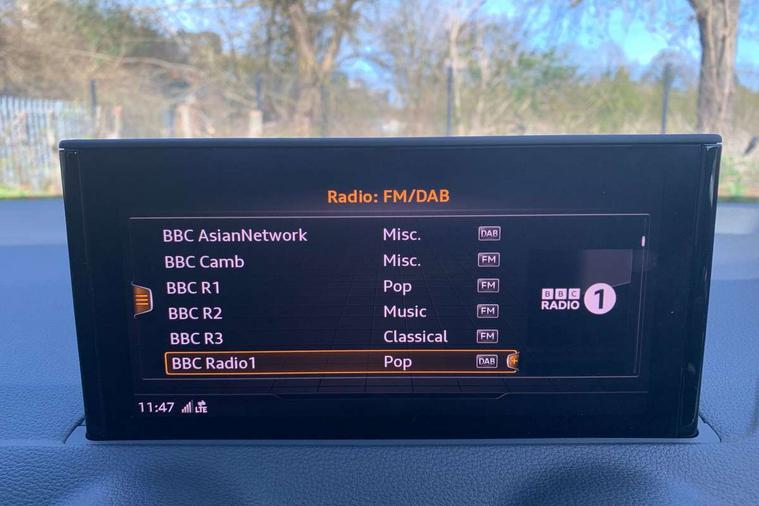 Radio: FM/DAB
BBC AsianNetwork Misc. DAB
BBC Camb Misc. FM
BBC R1 Pop FM
BBC R2 Music FM
BBC R3 Classical FM
BBC Radio1 Pop DAB
BBC
RADIO 1
11:47 LTE